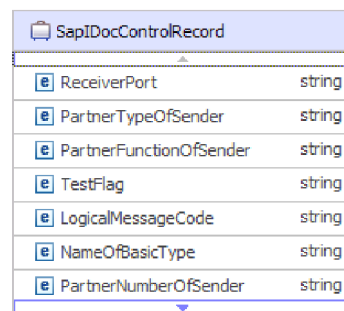 SapIDocControlRecord
e ReceiverPort string
e PartnerTypeOfSender string
e PartnerFunctionOfSender string
e TestFlag string
e LogicalMessageCode string
e NameOfBasicType string
e PartnerNumberOfSender string